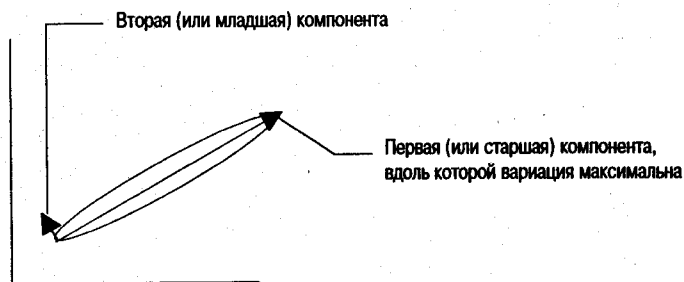 Вторая (или младшая) компонента
Первая (или старшая) компонента,
вдоль которой вариация максимальна